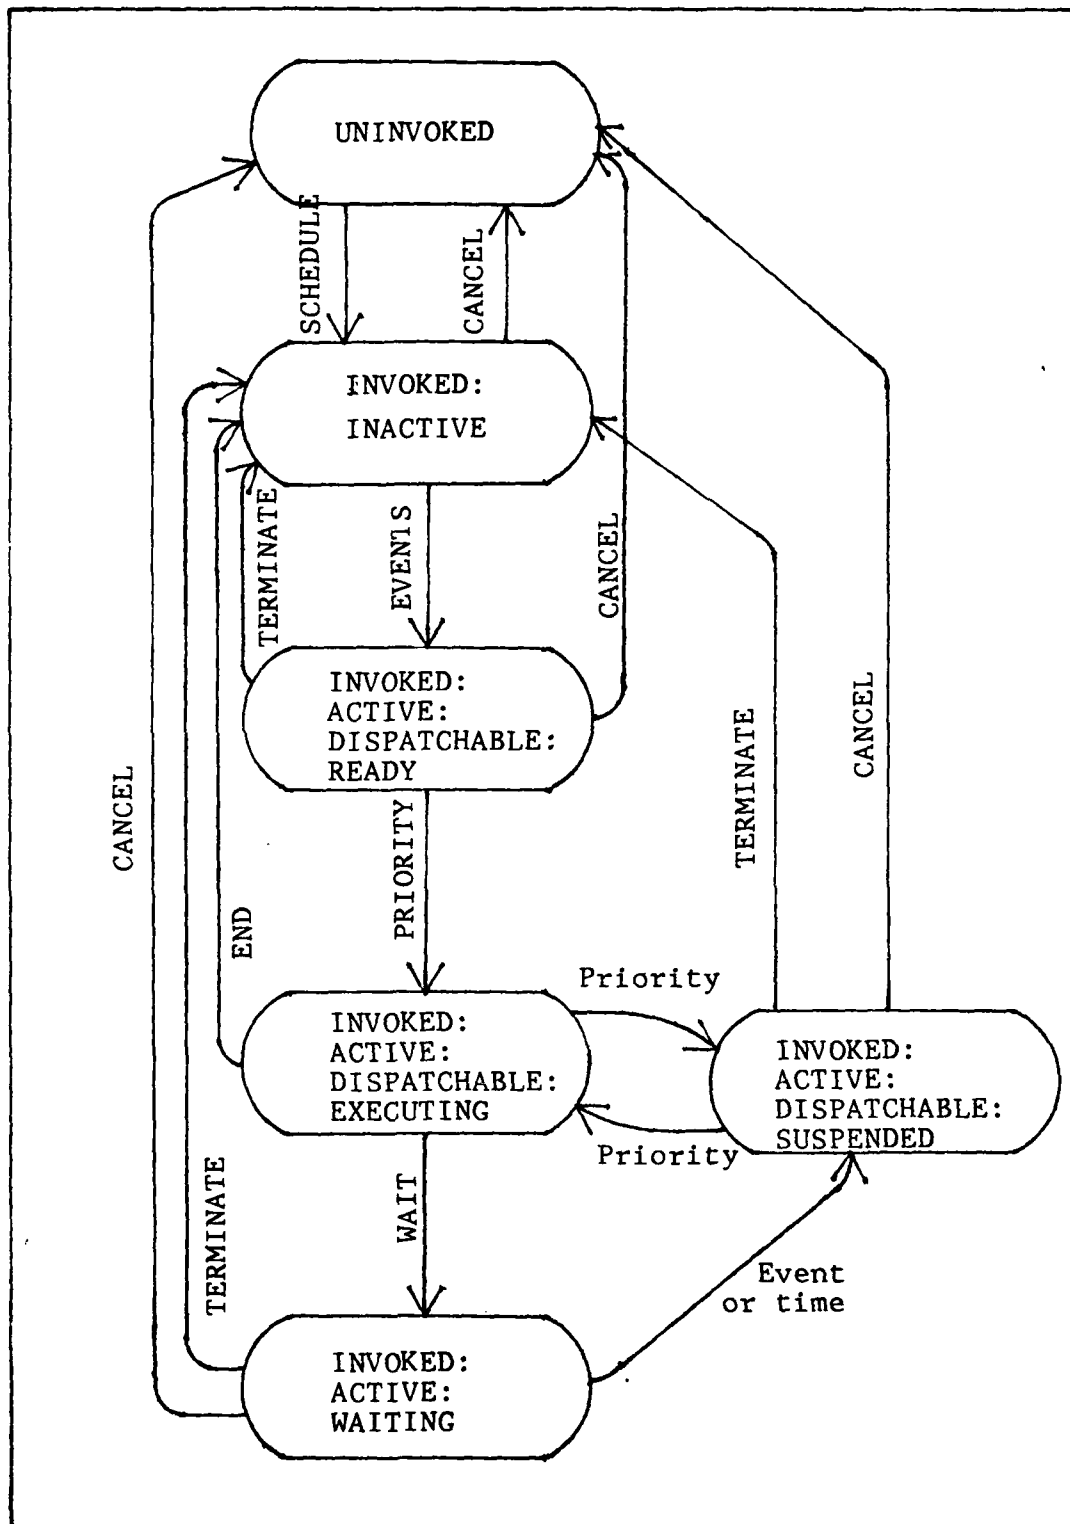 UNINVOKED
SCHEDULE
CANCEL
INVOKED:
INACTIVE
TERMINATE
EVENTS
CANCEL
INVOKED:
ACTIVE:
DISPATCHABLE:
READY
CANCEL
END
PRIORITY
TERMINATE
CANCEL
Priority
INVOKED:
ACTIVE:
DISPATCHABLE:
EXECUTING
INVOKED:
ACTIVE:
DISPATCHABLE:
SUSPENDED
Priority
TERMINATE
WAIT
Event
or time
INVOKED:
ACTIVE:
WAITING